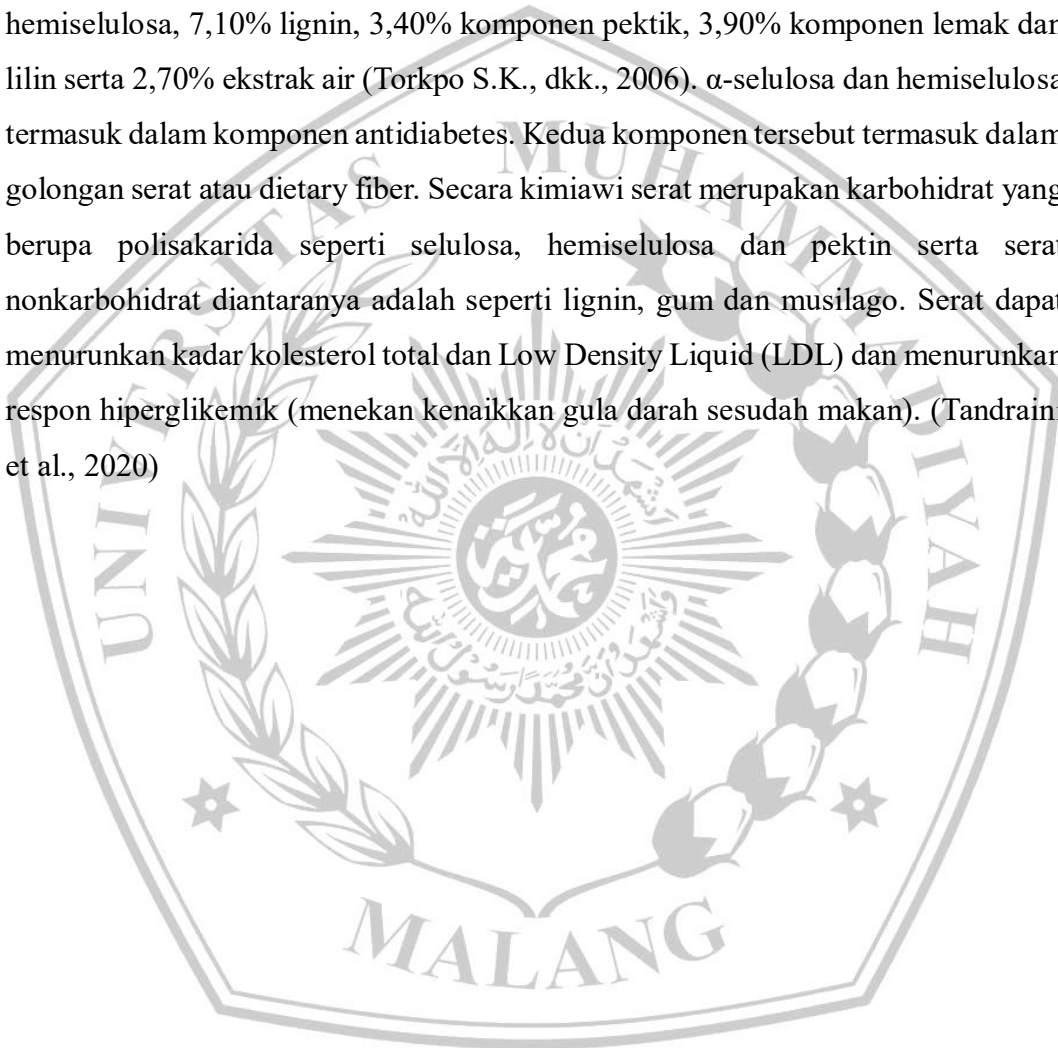 hemiselulosa, 7,10% lignin, 3,40% komponen pektik, 3,90% komponen lemak dan
lilin serta 2,70% ekstrak air (Torkpo S.K., dkk., 2006). α-selulosa dan hemiselulosa
termasuk dalam komponen antidiabetes. Kedua komponen tersebut termasuk dalam
golongan serat atau dietary fiber. Secara kimiawi serat merupakan karbohidrat yang
berupa polisakarida seperti selulosa, hemiselulosa dan pektin serta serat
nonkarbohidrat diantaranya adalah seperti lignin, gum dan musilago. Serat dapat
menurunkan kadar kolesterol total dan Low Density Liquid (LDL) dan menurunkan
respon hiperglikemik (menekan kenaikkan gula darah sesudah makan). (Tandraini
et al., 2020)
UNIVERSITAS MUHAMMADIYAH
MALANG